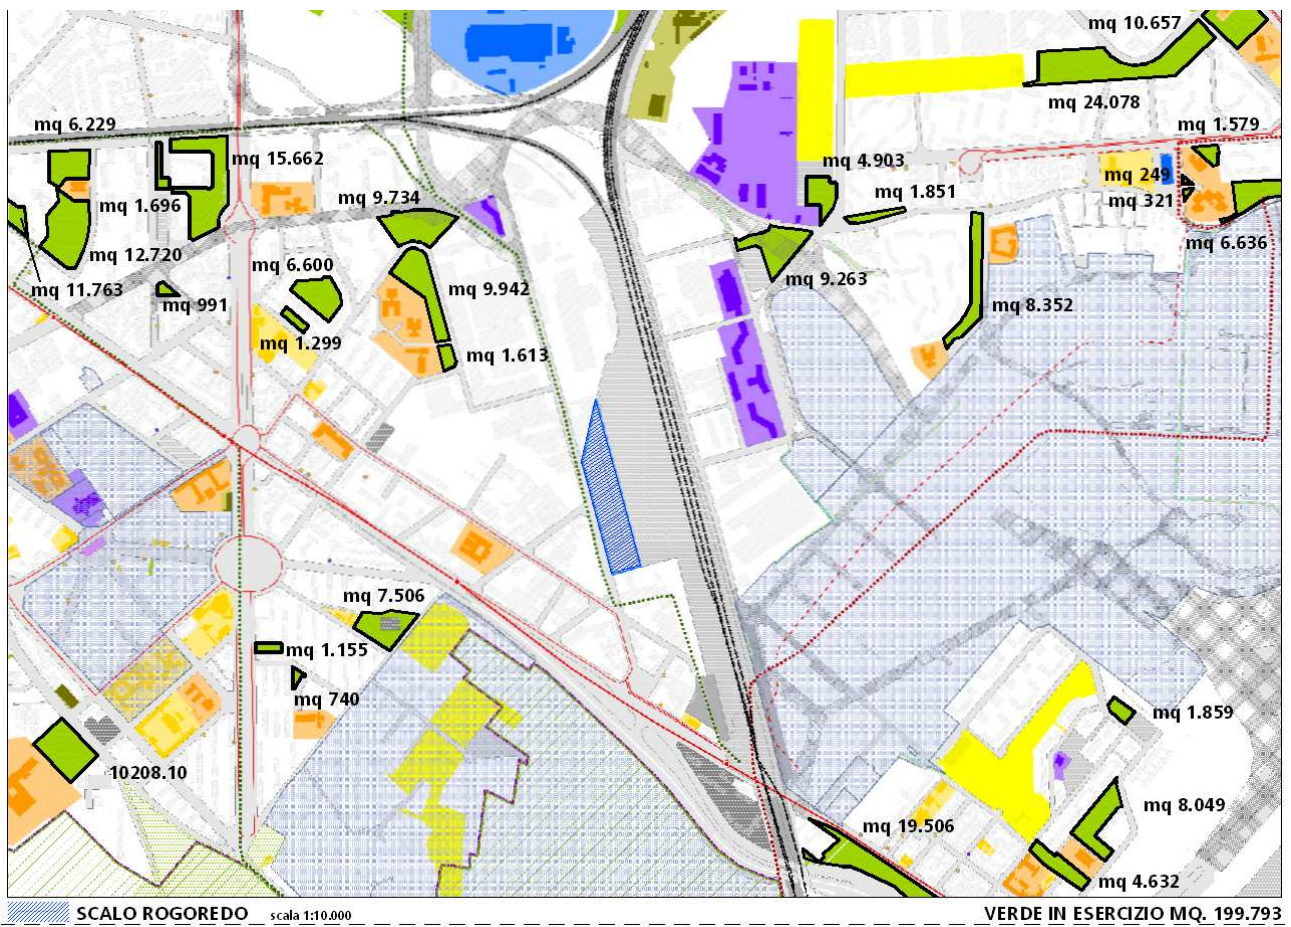 mq 10.657
mq 24.078
mq 6.229
mq 1.579
mq 15.662
mq 4.903
mq 249
mq 9.734
mq 1.851
mq 321
mq 1.696
mq 6.636
mq 12.720
mq 6.600
mq 9.263
mq 11.763
mq 991
mq 9.942
mq 8.352
mq 1.299
mq 1.613
mq 7.506
mq 1.155
mq 740
mq 1.859
10208.10
mq 8.049
mq 19.506
mq 4.632
SCALO ROGOREDO scala 1:10.000 VERDE IN ESERCIZIO MQ. 199.793